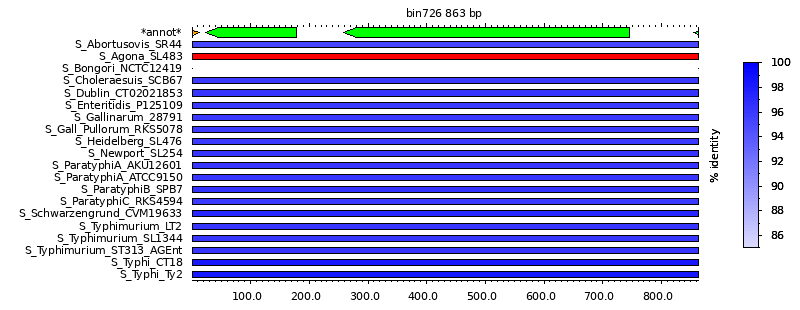 bin726 863 bp
*annot*
S_Abortusovis_SR44
S_Agona_SL483
S_Bongori_NCTC12419
S_Choleraesuis_SCB67
S_Dublin_CT02021853
S_Enteritidis_P125109
S_Gallinarum_28791
S_Gall_Pullorum_RKS5078
S_Heidelberg_SL476
S_Newport_SL254
S_ParatyphiA_AKU12601
S_ParatyphiA_ATCC9150
S_ParatyphiB_SPB7
S_ParatyphiC_RKS4594
S_Schwarzengrund_CVM19633
S_Typhimurium_LT2
S_Typhimurium_SL1344
S_Typhimurium_ST313_AGEnt
S_Typhi_CT18
S_Typhi_Ty2
100.0 200.0 300.0 400.0 500.0 600.0 700.0 800.0
% identity
100
98
96
94
92
90
88
86